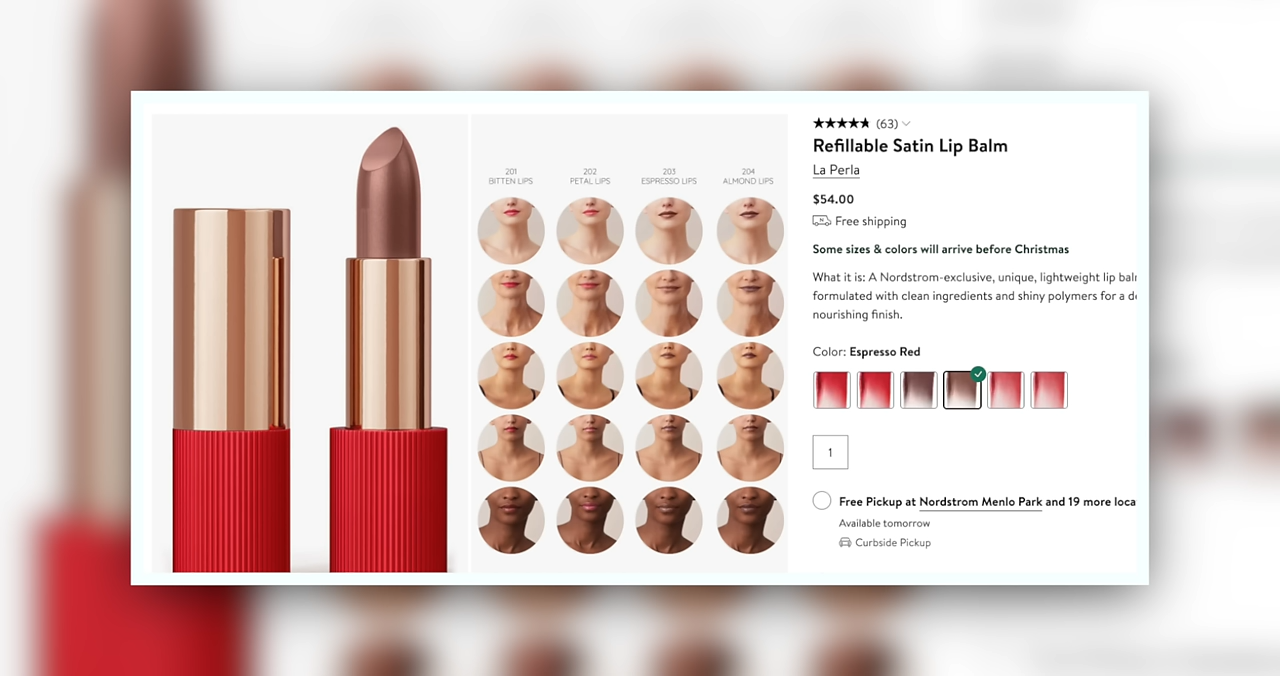 201
BITTEN LIPS
202
PETAL LIPS
203
ESPRESSO LIPS
204
ALMOND LIPS
(63)
Refillable Satin Lip Balm
La Perla
$54.00
Free shipping
Some sizes & colors will arrive before Christmas
What it is: A Nordstrom-exclusive, unique, lightweight lip
formulated with clean ingredients and shiny polymers for a
nourishing finish.
Color: Espresso Red
1
Free Pickup at Nordstrom Menlo Park and 19 more
Available tomorrow
Curbside Pickup